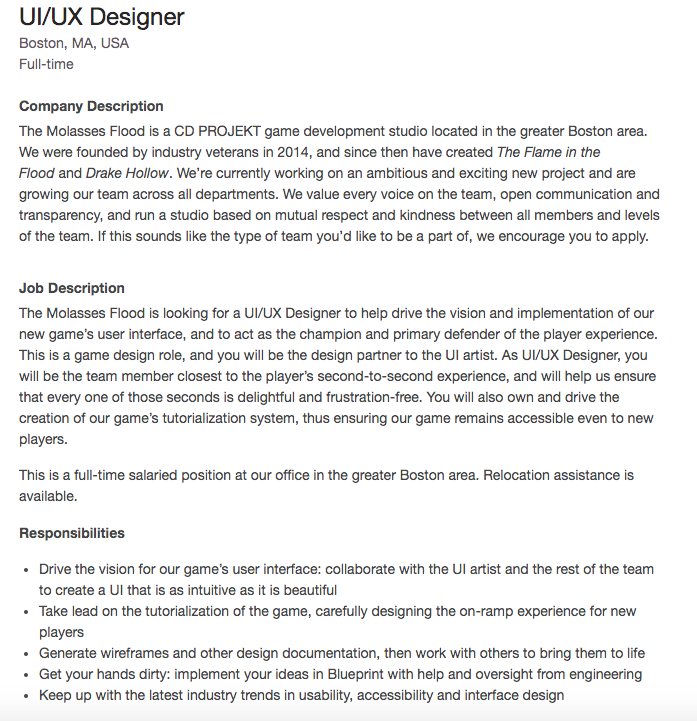 UI/UX Designer
Boston, MA, USA
Full-time
Company Description
The Molasses Flood is a CD PROJEKT game development studio located in the greater Boston area.
We were founded by industry veterans in 2014, and since then have created The Flame in the
Flood and Drake Hollow. We’re currently working on an ambitious and exciting new project and are
growing our team across all departments. We value every voice on the team, open communication and
transparency, and run a studio based on mutual respect and kindness between all members and levels
of the team. If this sounds like the type of team you’d like to be a part of, we encourage you to apply.
Job Description
The Molasses Flood is looking for a UI/UX Designer to help drive the vision and implementation of our
new game’s user interface, and to act as the champion and primary defender of the player experience.
This is a game design role, and you will be the design partner to the UI artist. As UI/UX Designer, you
will be the team member closest to the player’s second-to-second experience, and will help us ensure
that every one of those seconds is delightful and frustration-free. You will also own and drive the
creation of our game’s tutorialization system, thus ensuring our game remains accessible even to new
players.
This is a full-time salaried position at our office in the greater Boston area. Relocation assistance is
available.
Responsibilities
• Drive the vision for our game’s user interface: collaborate with the UI artist and the rest of the team
to create a UI that is as intuitive as it is beautiful
• Take lead on the tutorialization of the game, carefully designing the on-ramp experience for new
players
• Generate wireframes and other design documentation, then work with others to bring them to life
• Get your hands dirty: implement your ideas in Blueprint with help and oversight from engineering
• Keep up with the latest industry trends in usability, accessibility and interface design